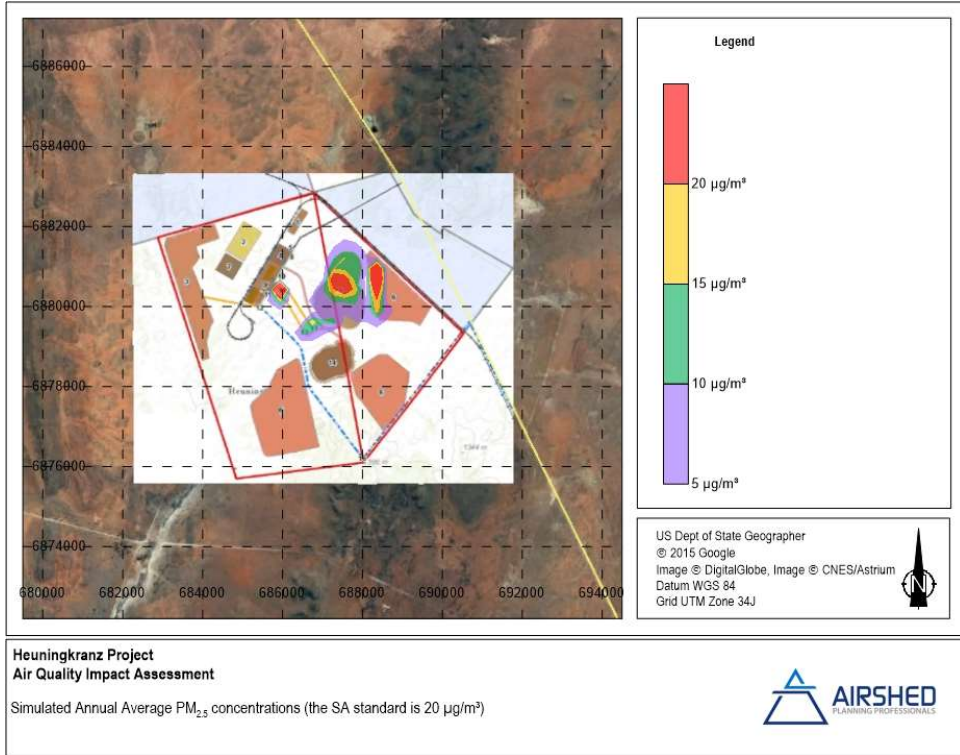 6886000
6884000
6882000
6880000
6878000
6876000
6874000
680000 682000 684000 686000 688000 690000 692000 694000
Legend
20 µg/m³
15 µg/m³
10 µg/m³
5 µg/m³
US Dept of State Geographer
© 2015 Google
Image © DigitalGlobe, Image © CNES/Astrium
Datum WGS 84
Grid UTM Zone 34J
N
Heuningkranz Project
Air Quality Impact Assessment
Simulated Annual Average PM2.5 concentrations (the SA standard is 20 µg/m³)
AIRSHED
PLANNING PROFESSIONALS